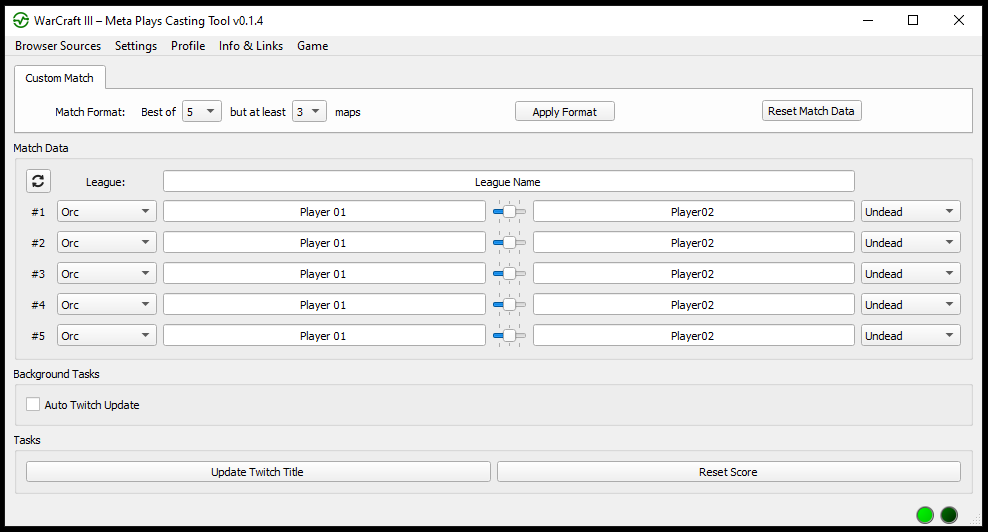 WarCraft III – Meta Plays Casting Tool v0.1.4
Browser Sources Settings Profile Info & Links Game
Custom Match
Match Format: Best of 5 but at least 3 maps Apply Format Reset Match Data
Match Data
League: League Name
#1 Orc Player 01 Player02 Undead
#2 Orc Player 01 Player02 Undead
#3 Orc Player 01 Player02 Undead
#4 Orc Player 01 Player02 Undead
#5 Orc Player 01 Player02 Undead
Background Tasks
Auto Twitch Update
Tasks
Update Twitch Title Reset Score